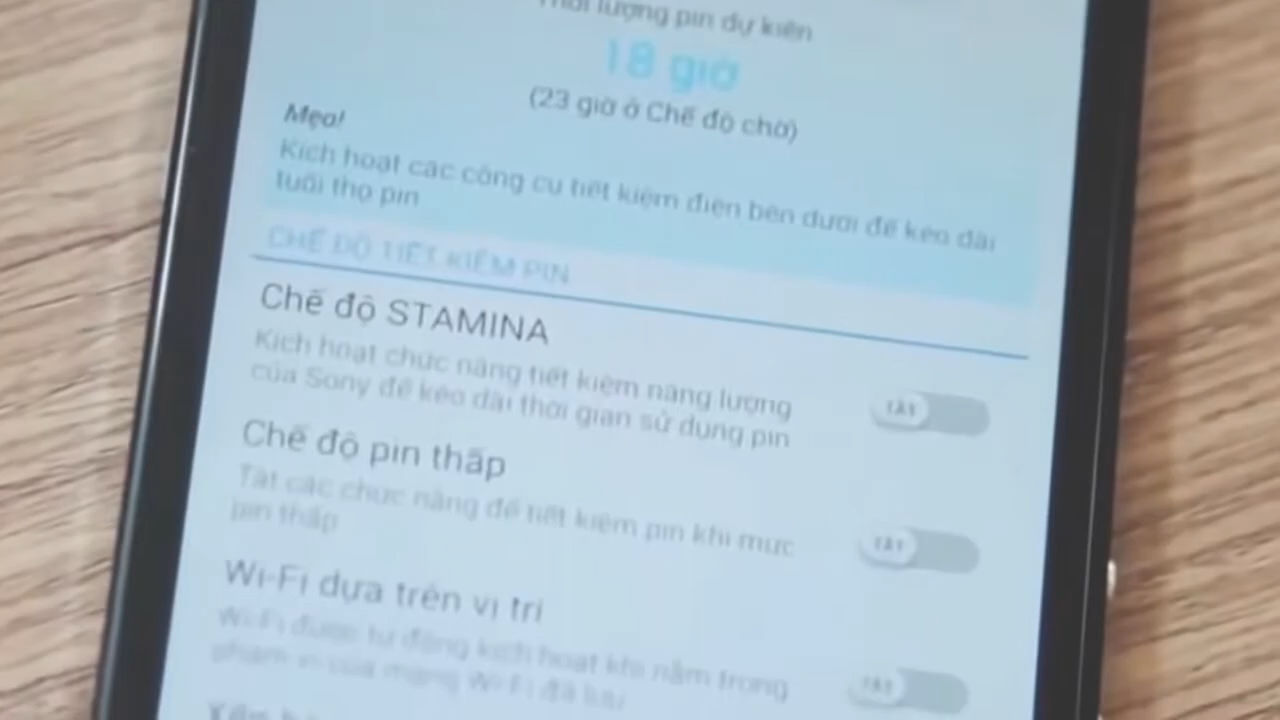 Thời lượng pin dự kiến
18 giờ
(23 giờ ở Chế độ chờ)
Mẹo!
Kích hoạt các công cụ tiết kiệm điện bên dưới để kéo dài
tuổi thọ pin
CHẾ ĐỘ TIẾT KIỆM PIN
Chế độ STAMINA
Kích hoạt chức năng tiết kiệm năng lượng
của Sony để kéo dài thời gian sử dụng pin
TẮT
Chế độ pin thấp
Tắt các chức năng để tiết kiệm pin khi mức
pin thấp
TẮT
Wi-Fi dựa trên vị trí
Wi-Fi được tự động kích hoạt khi nằm trong
phạm vi của mạng Wi-Fi đã lưu
TẮT